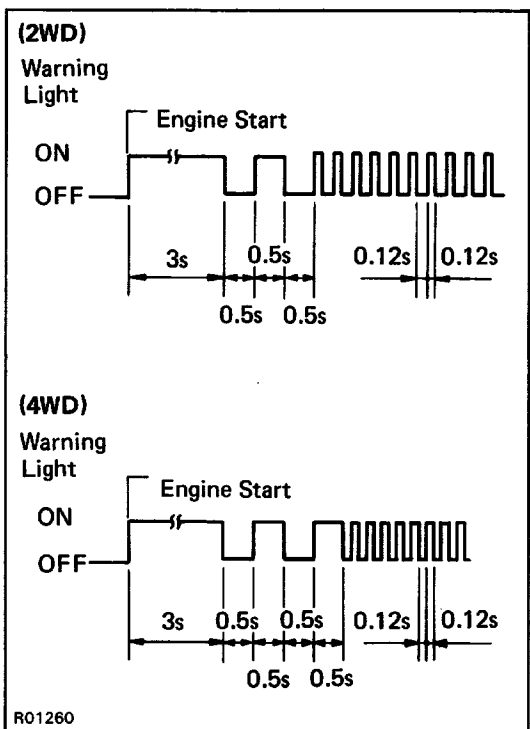 (2WD)
Warning
Light
Engine Start
ON
OFF
3s
0.5s
0.12s
0.12s
0.5s
0.5s
(4WD)
Warning
Light
Engine Start
ON
OFF
3s
0.5s
0.5s
0.12s
0.12s
0.5s
0.5s
R01260